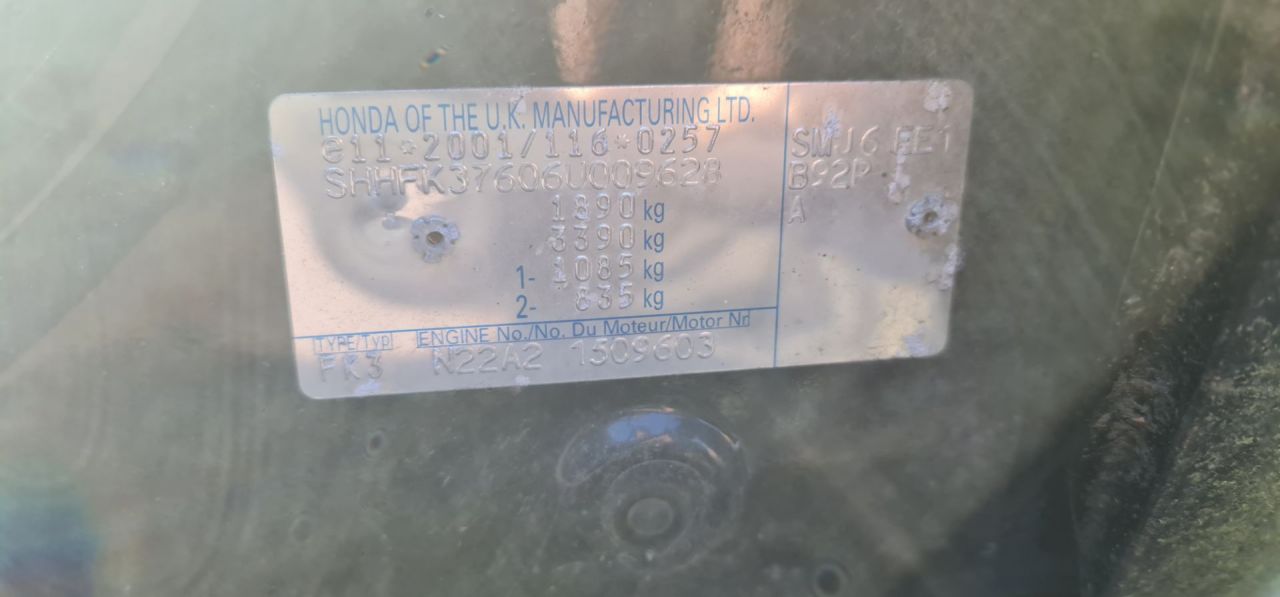 HONDA OF THE U.K. MANUFACTURING LTD.
e11*2001/116*0257
SHHFK37606U009628
1890 kg
3390 kg
1- 1085 kg
2- 835 kg
TYPE/TYP
ENGINE No./No. Du Moteur/Motor Nr
FK3 N22A2 1509603
SMJ6 EE1
B92P
A